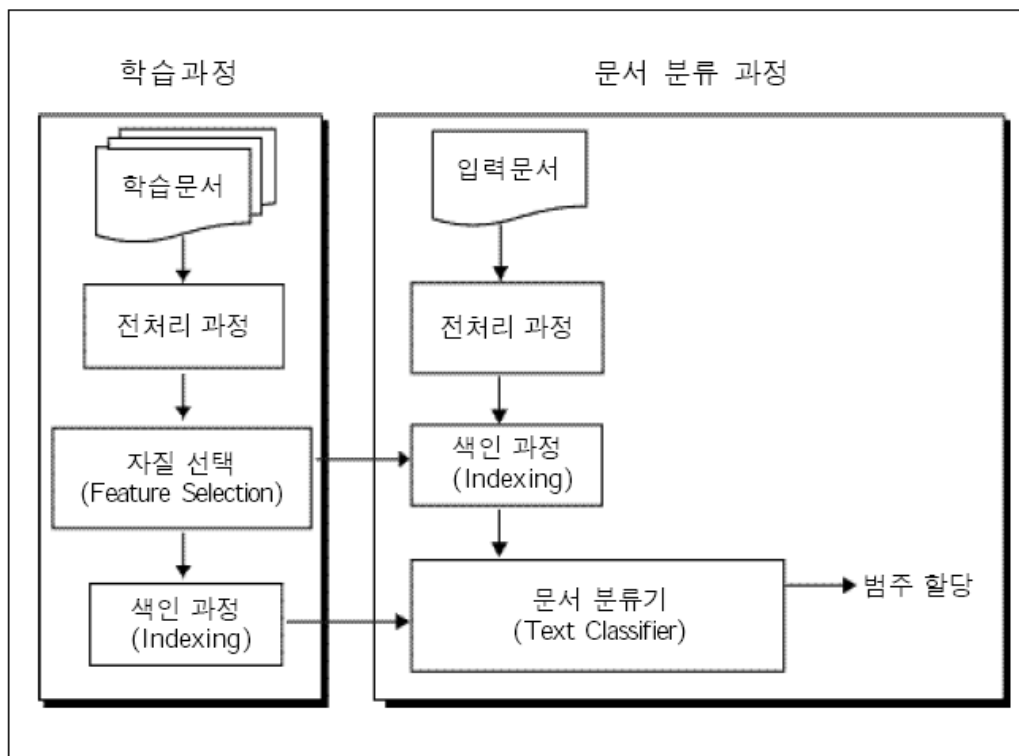 학습과정
학습문서
전처리 과정
자질 선택
(Feature Selection)
색인 과정
(Indexing)
문서 분류 과정
입력문서
전처리 과정
색인 과정
(Indexing)
문서 분류기
(Text Classifier)
범주 할당